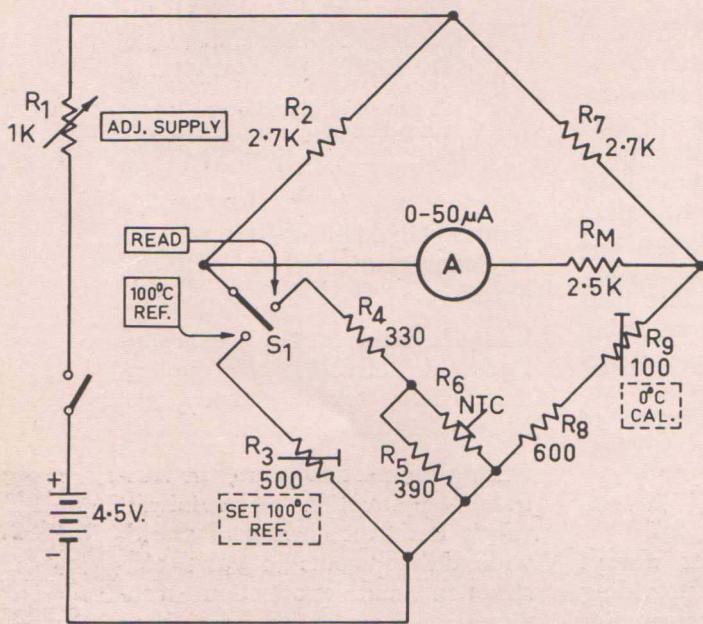 R1
1K
ADJ. SUPPLY
R2
2·7K
R7
2·7K
0-50μA
A
RM
2·5K
READ
100°C
REF.
S1
R4
330
R6
NTC
R5
390
R9
100
0°C
CAL.
R8
600
R3
500
SET 100°C
REF.
+
4·5V.
−